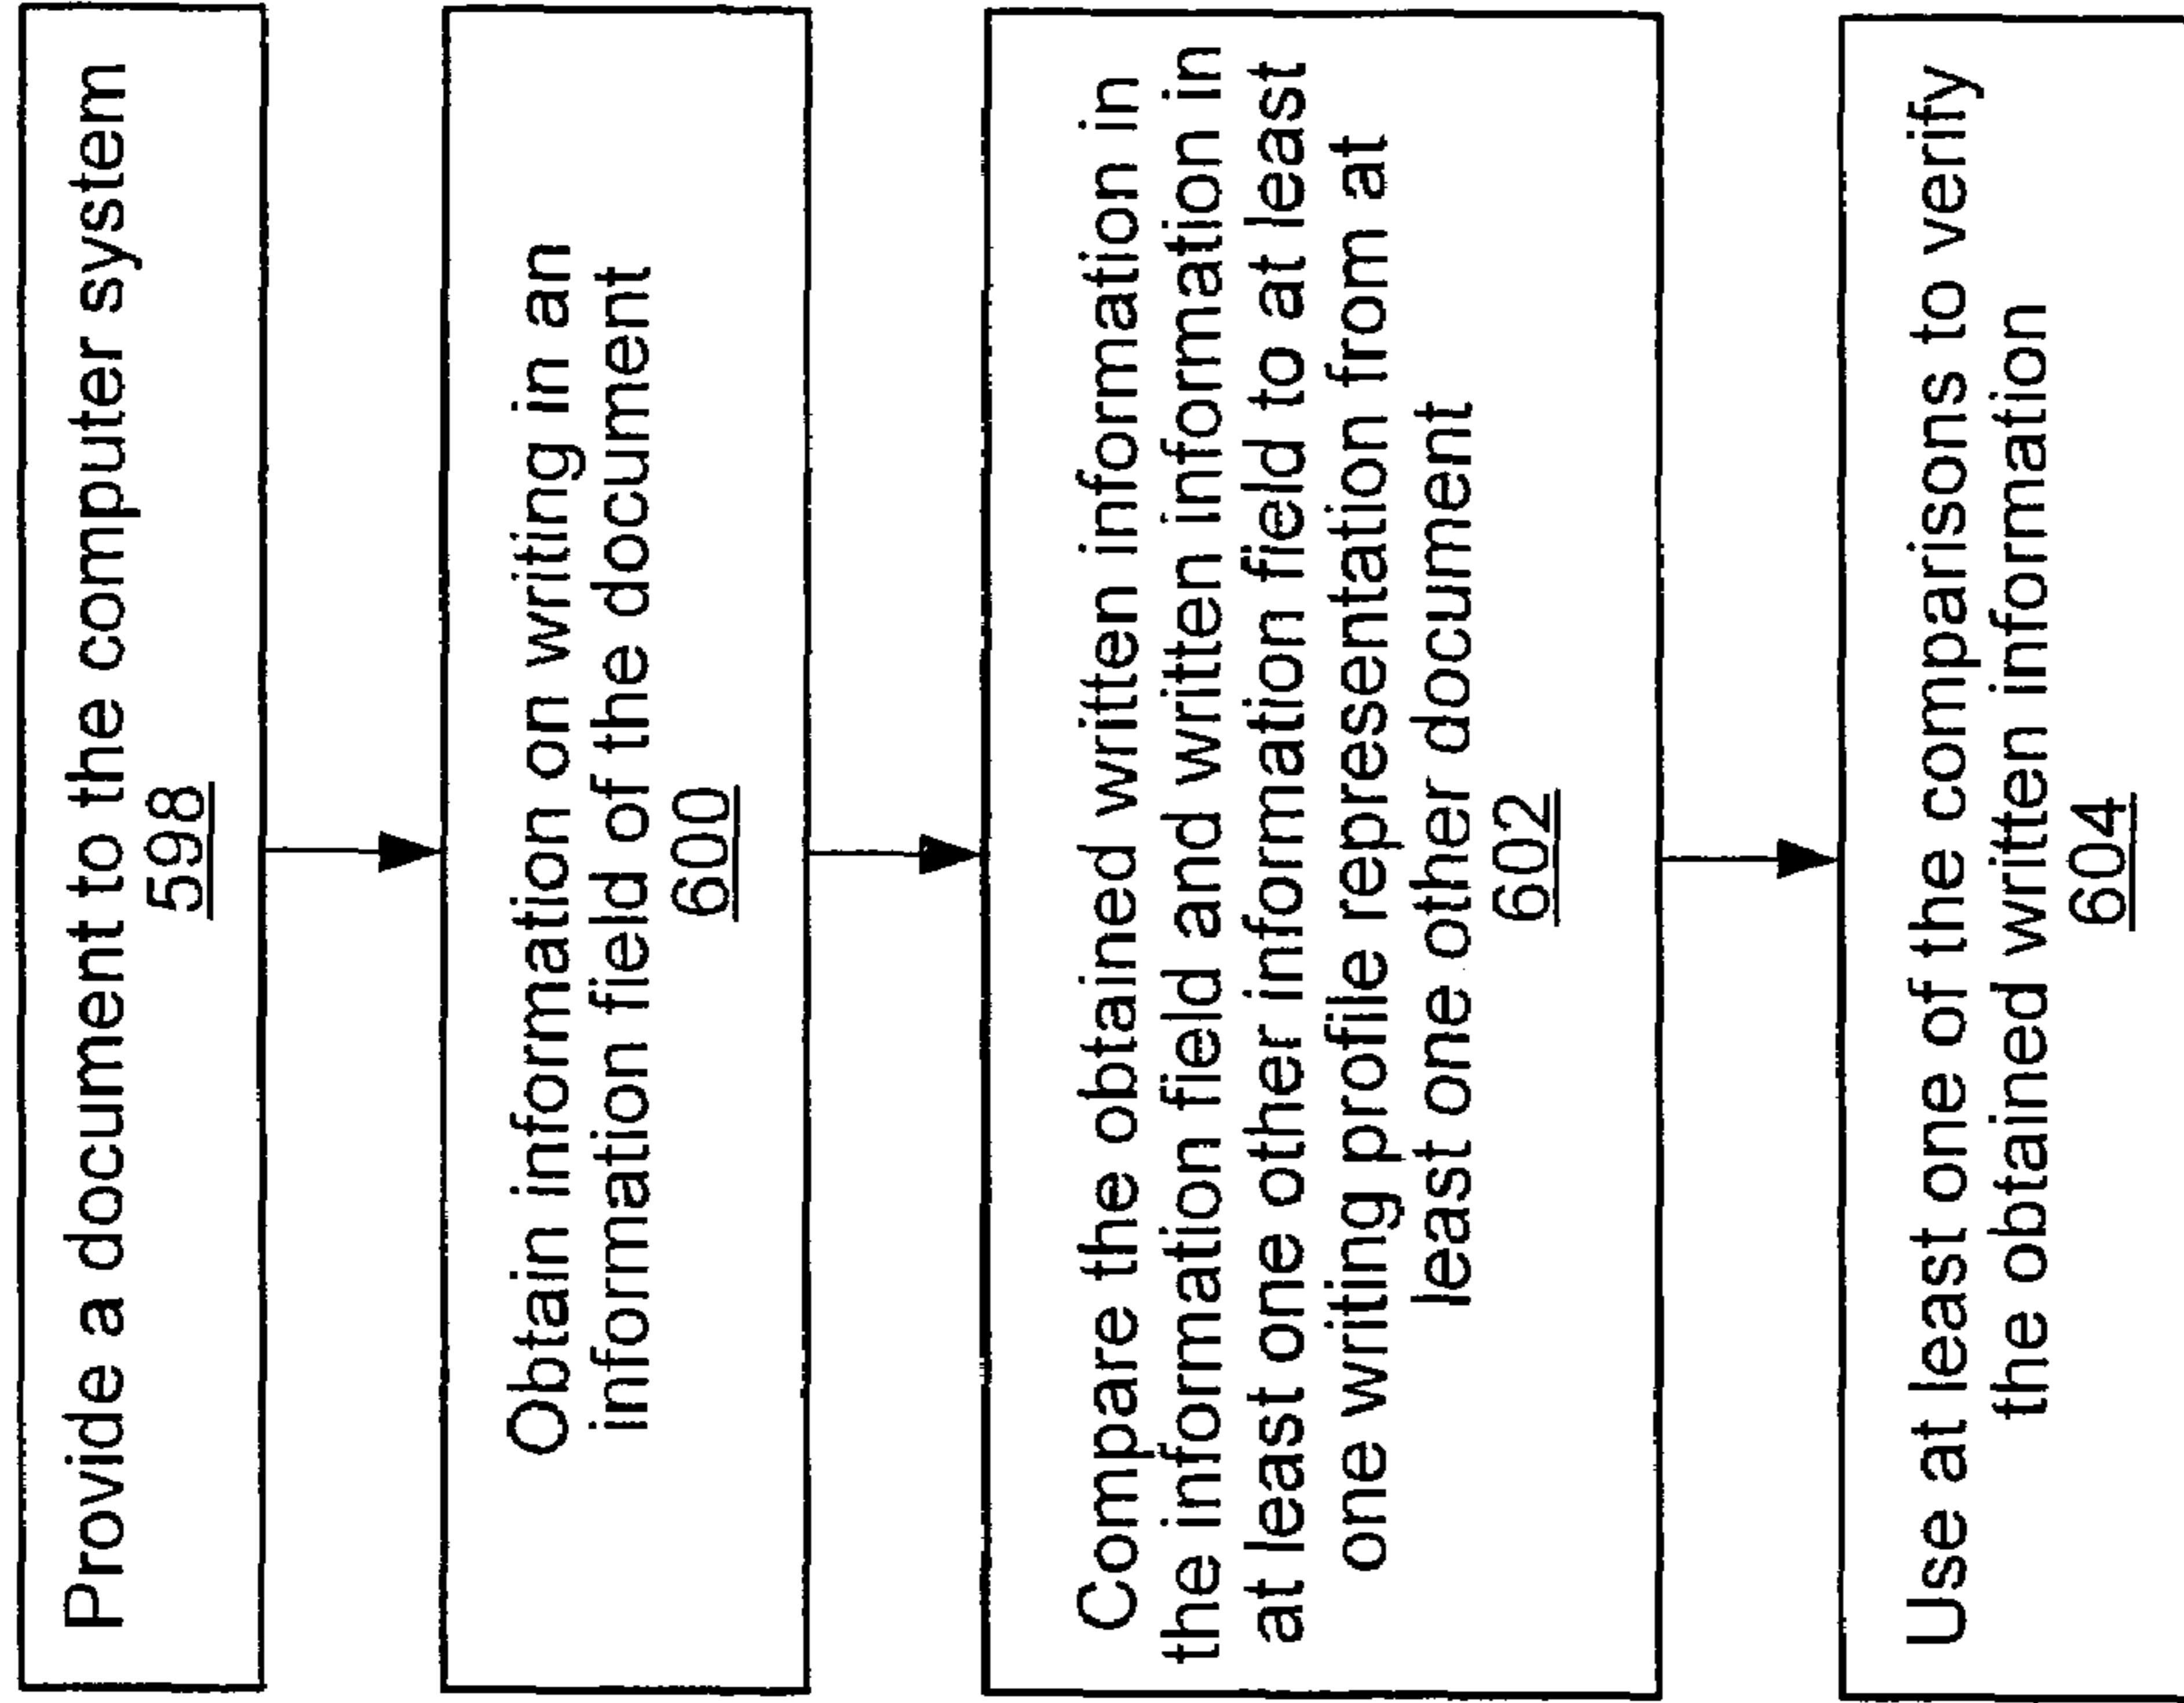 Provide a document to the computer system
598
Obtain information on writing in an
information field of the document
600
Compare the obtained written information in
the information field and written information in
at least one other information field to at least
one writing profile representation from at
least one other document
602
Use at least one of the comparisons to verify
the obtained written information
604